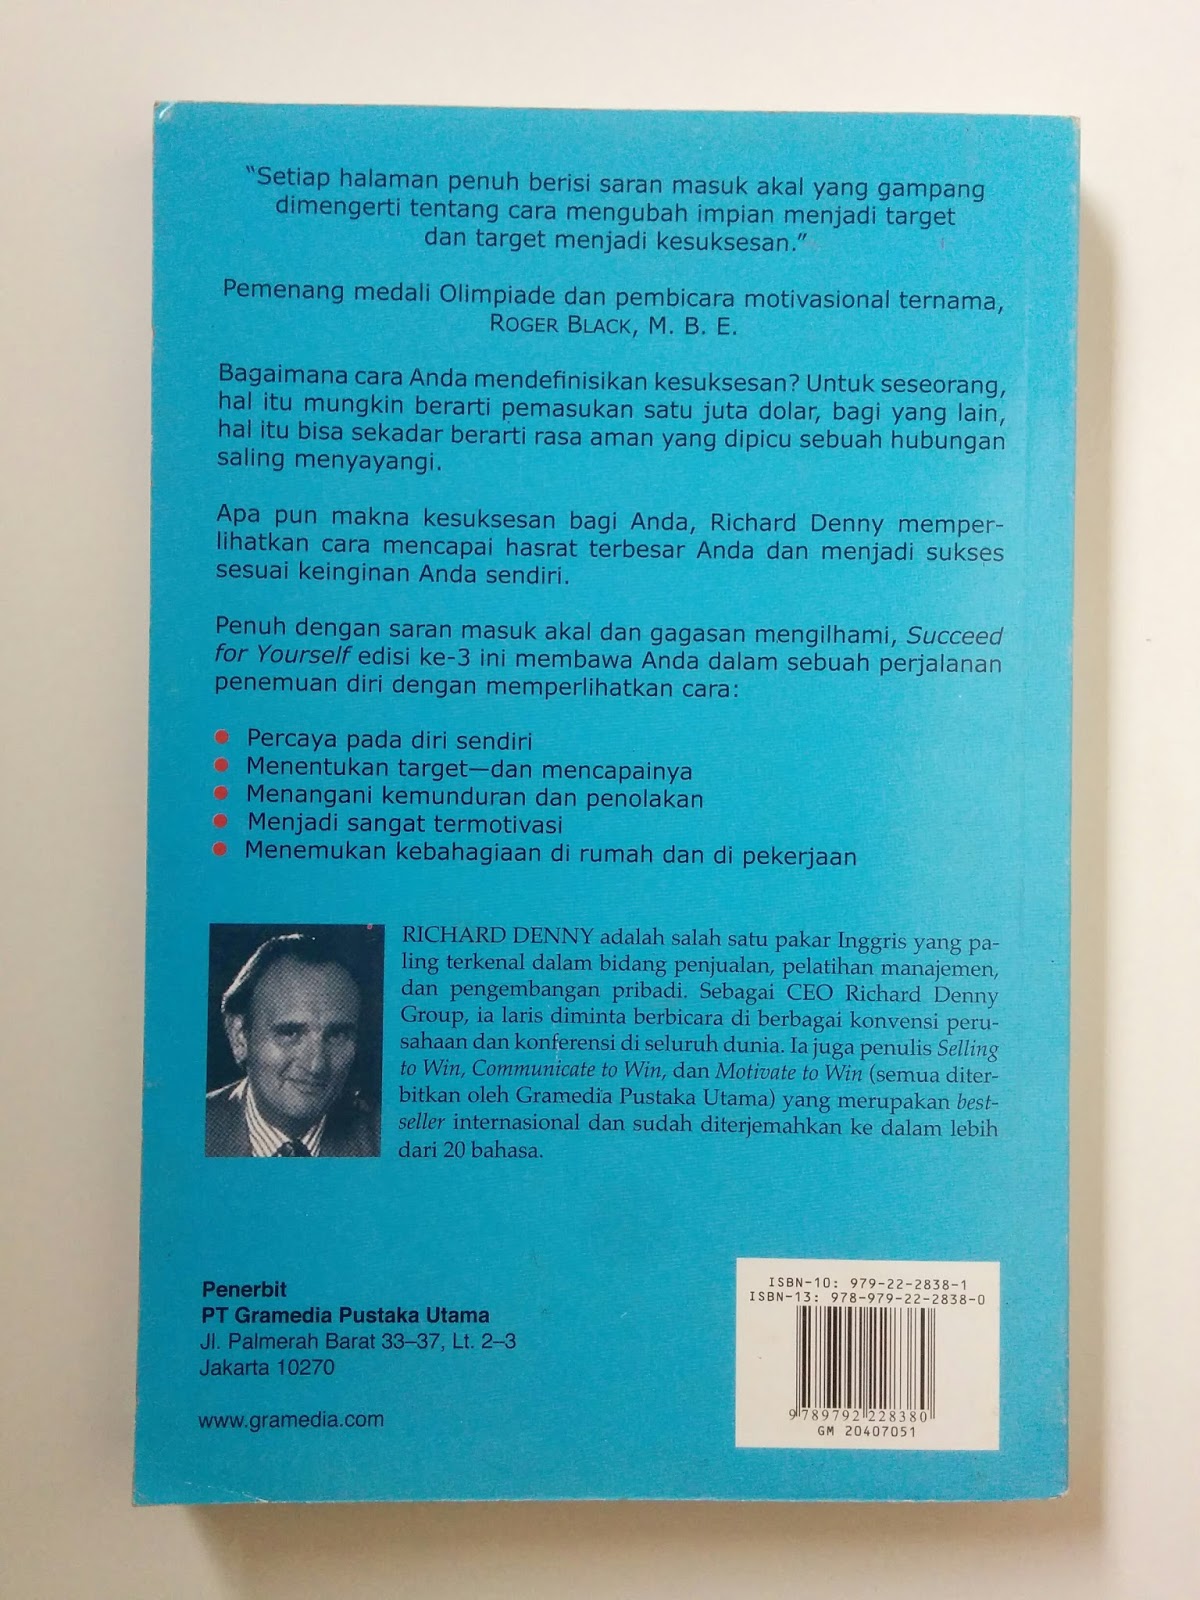 “Setiap halaman penuh berisi saran masuk akal yang gampang
dimengerti tentang cara mengubah impian menjadi target
dan target menjadi kesuksesan.”
Pemenang medali Olimpiade dan pembicara motivasional ternama,
ROGER BLACK, M. B. E.
Bagaimana cara Anda mendefinisikan kesuksesan? Untuk seseorang,
hal itu mungkin berarti pemasukan satu juta dolar, bagi yang lain,
hal itu bisa sekadar berarti rasa aman yang dipicu sebuah hubungan
saling menyayangi.
Apa pun makna kesuksesan bagi Anda, Richard Denny memper-
lihatkan cara mencapai hasrat terbesar Anda dan menjadi sukses
sesuai keinginan Anda sendiri.
Penuh dengan saran masuk akal dan gagasan mengilhami, Succeed
for Yourself edisi ke-3 ini membawa Anda dalam sebuah perjalanan
penemuan diri dengan memperlihatkan cara:
● Percaya pada diri sendiri
● Menentukan target—dan mencapainya
● Menangani kemunduran dan penolakan
● Menjadi sangat termotivasi
● Menemukan kebahagiaan di rumah dan di pekerjaan
RICHARD DENNY adalah salah satu pakar Inggris yang pa-
ling terkenal dalam bidang penjualan, pelatihan manajemen,
dan pengembangan pribadi. Sebagai CEO Richard Denny
Group, ia laris diminta berbicara di berbagai konvensi peru-
sahaan dan konferensi di seluruh dunia. Ia juga penulis Selling
to Win, Communicate to Win, dan Motivate to Win (semua diter-
bitkan oleh Gramedia Pustaka Utama) yang merupakan best-
seller internasional dan sudah diterjemahkan ke dalam lebih
dari 20 bahasa.
Penerbit
PT Gramedia Pustaka Utama
Jl. Palmerah Barat 33–37, Lt. 2–3
Jakarta 10270
www.gramedia.com
ISBN-10: 979-22-2838-1
ISBN-13: 978-979-22-2838-0
9 789792 228380
GM 20407051